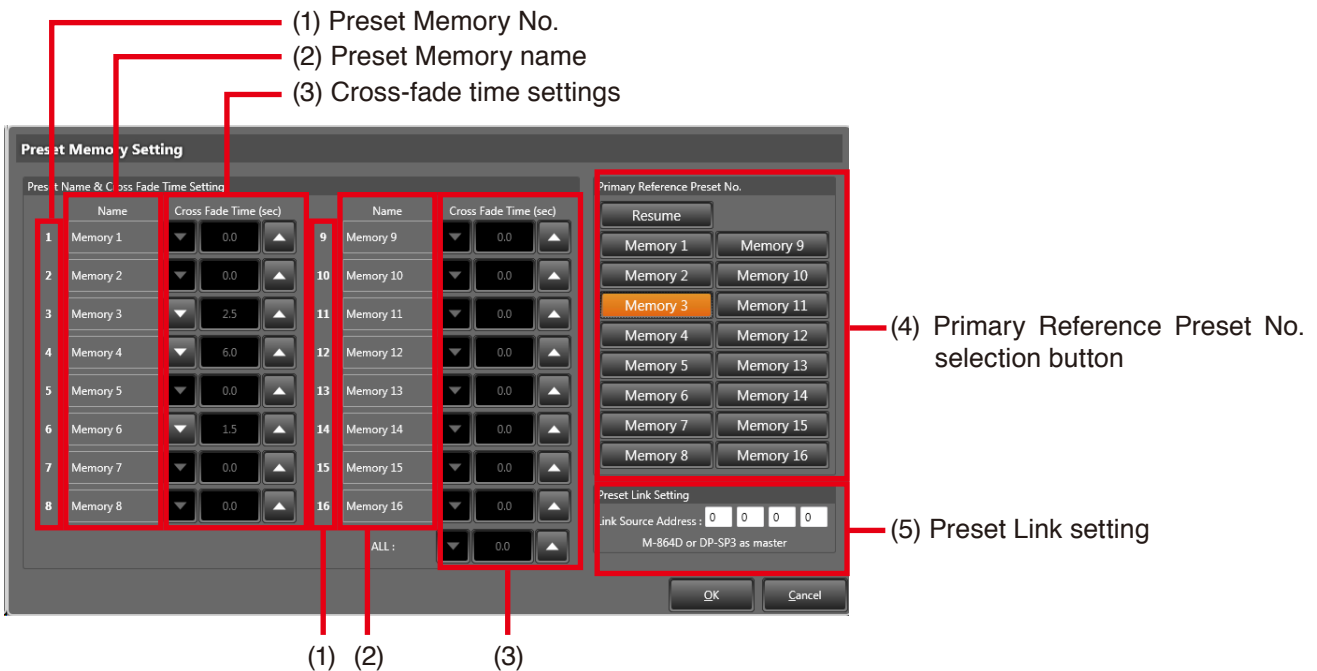 (1) Preset Memory No.
(2) Preset Memory name
(3) Cross-fade time settings
Preset Memory Setting
Preset Name & Cross Fade Time Setting
Name Cross Fade Time (sec) Name Cross Fade Time (sec)
1 Memory 1 0.0 9 Memory 9 0.0
2 Memory 2 0.0 10 Memory 10 0.0
3 Memory 3 2.5 11 Memory 11 0.0
4 Memory 4 6.0 12 Memory 12 0.0
5 Memory 5 0.0 13 Memory 13 0.0
6 Memory 6 1.5 14 Memory 14 0.0
7 Memory 7 0.0 15 Memory 15 0.0
8 Memory 8 0.0 16 Memory 16 0.0
ALL : 0.0
Primary Reference Preset No.
Resume
Memory 1 Memory 9
Memory 2 Memory 10
Memory 3 Memory 11
Memory 4 Memory 12
Memory 5 Memory 13
Memory 6 Memory 14
Memory 7 Memory 15
Memory 8 Memory 16
(4) Primary Reference Preset No.
selection button
Preset Link Setting
Link Source Address : 0 0 0 0
M-864D or DP-SP3 as master
(5) Preset Link setting
OK Cancel
(1) (2) (3)